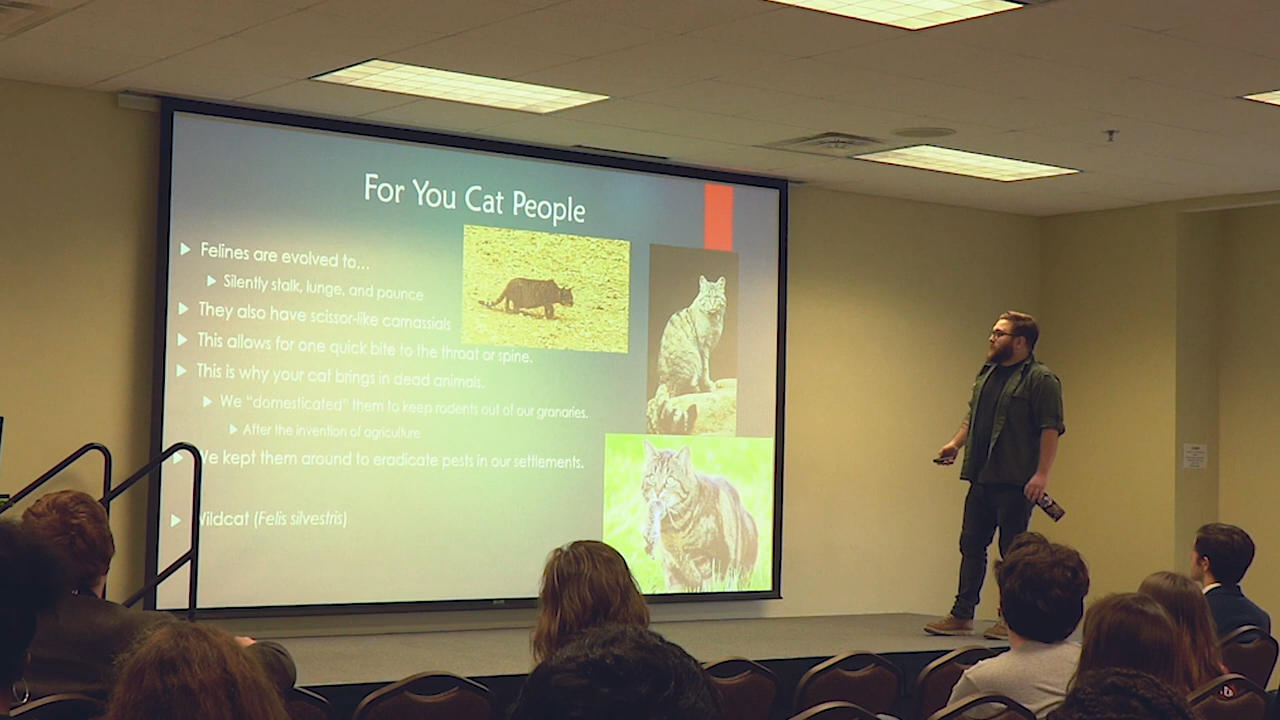 For You Cat People
Felines are evolved to...
Silently stalk, lunge, and pounce
They also have scissor-like carnassials
This allows for one quick bite to the throat or spine.
This is why your cat brings in dead animals.
We "domesticated" them to keep rodents out of our granaries.
After the invention of agriculture
We kept them around to eradicate pests in our settlements.
Wildcat (Felis silvestris)